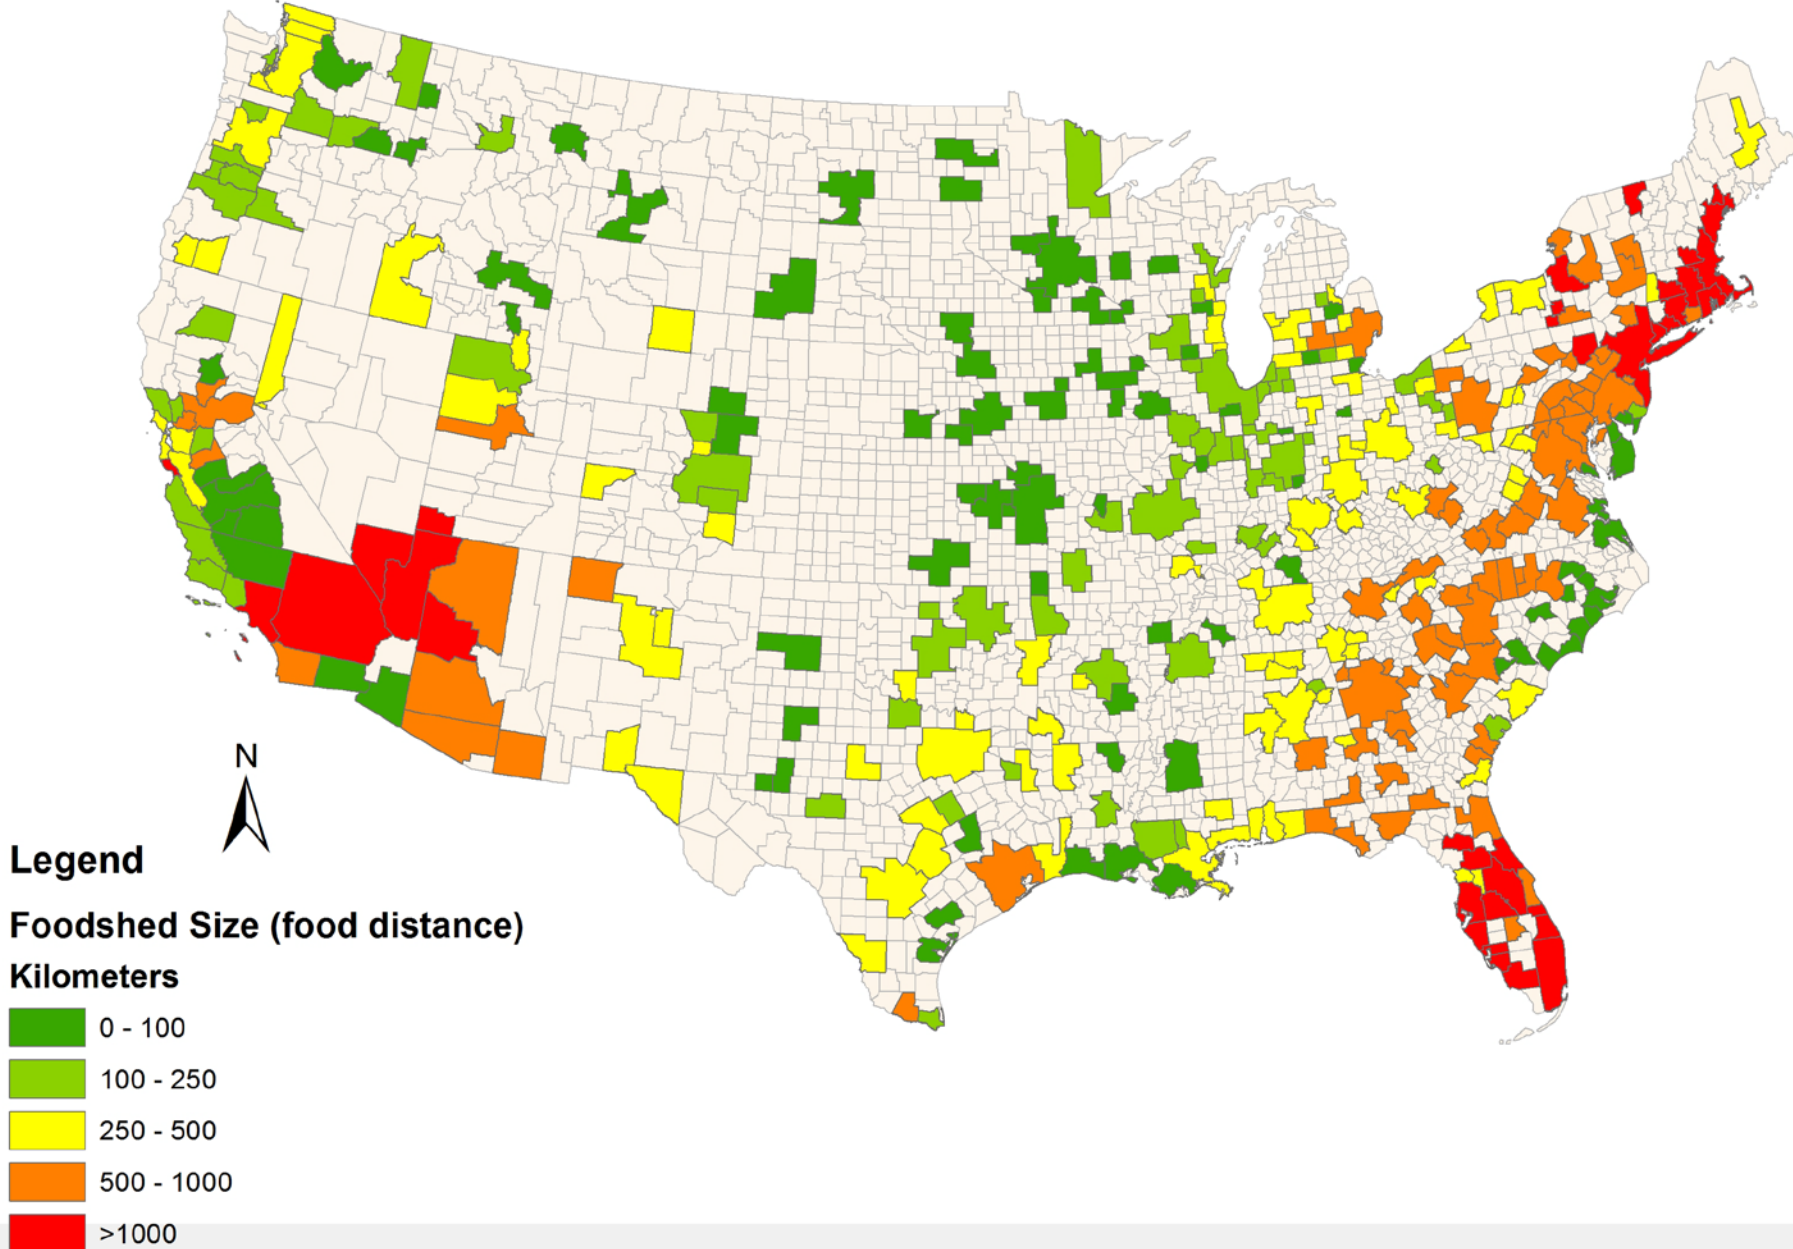 N
Legend
Foodshed Size (food distance)
Kilometers
0 - 100
100 - 250
250 - 500
500 - 1000
>1000